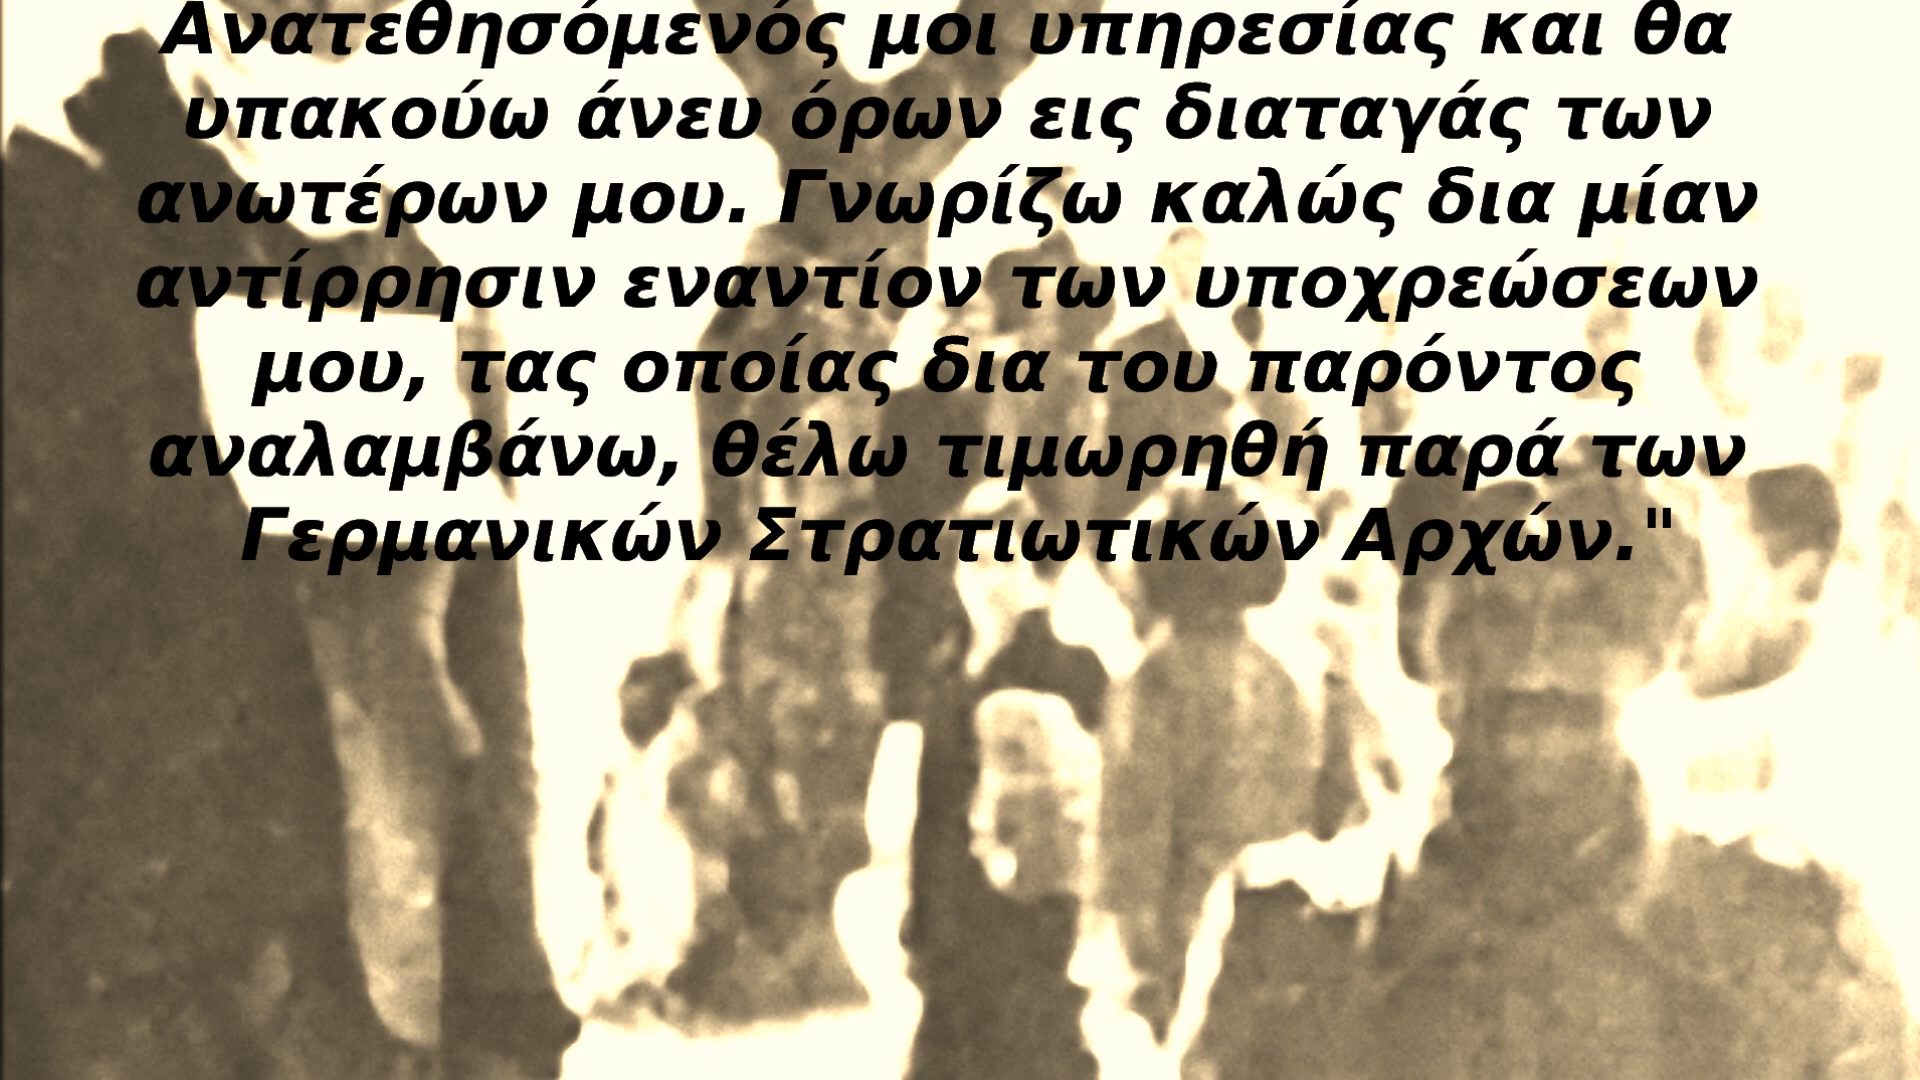 Ανατεθησόμενός μοι υπηρεσίας και θα
υπακούω άνευ όρων εις διαταγάς των
ανωτέρων μου. Γνωρίζω καλώς δια μίαν
αντίρρησιν εναντίον των υποχρεώσεων
μου, τας οποίας δια του παρόντος
αναλαμβάνω, θέλω τιμωρηθή παρά των
Γερμανικών Στρατιωτικών Αρχών."